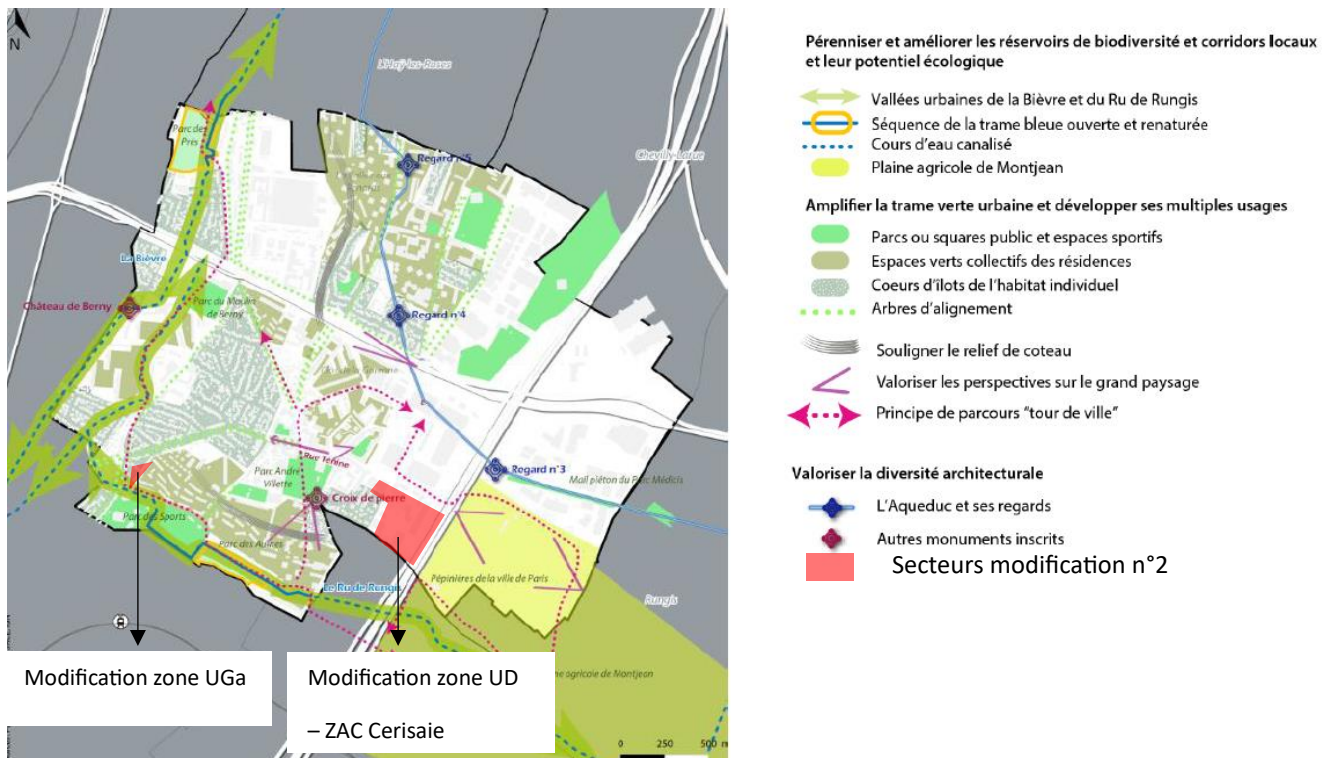 N
L'Haÿ-les-Roses
Parc des
Prés
Regard n°5
Chevilly-Larue
La Bièvre
Château de Berny
Parc du Moulin
de Berny
Regard n°4
Rue Tenine
Parc André
Villette
Croix de pierre
Regard n°3
Mail piéton du Parc Médicis
Parc des Sports
Parc des Aulnes
Le Ru de Rungis
Pépinières de la ville de Paris
Rungis
ne agricole de Montjean
Modification zone UGa
Modification zone UD
– ZAC Cerisaie
0 250 500 m
Pérenniser et améliorer les réservoirs de biodiversité et corridors locaux
et leur potentiel écologique
Vallées urbaines de la Bièvre et du Ru de Rungis
Séquence de la trame bleue ouverte et renaturée
Cours d'eau canalisé
Plaine agricole de Montjean
Amplifier la trame verte urbaine et développer ses multiples usages
Parcs ou squares public et espaces sportifs
Espaces verts collectifs des résidences
Coeurs d'îlots de l'habitat individuel
Arbres d'alignement
Souligner le relief de coteau
Valoriser les perspectives sur le grand paysage
Principe de parcours "tour de ville"
Valoriser la diversité architecturale
L'Aqueduc et ses regards
Autres monuments inscrits
Secteurs modification n°2